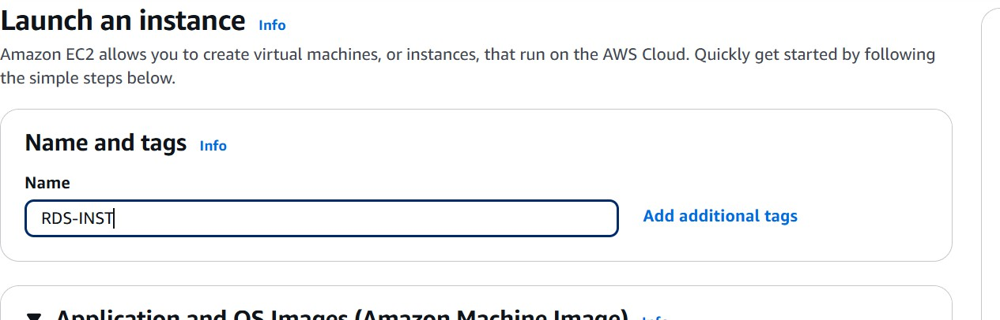 Launch an instance Info
Amazon EC2 allows you to create virtual machines, or instances, that run on the AWS Cloud. Quickly get started by following
the simple steps below.
Name and tags Info
Name
RDS-INST
Add additional tags
Application and OS Images (Amazon Machine Image) Info